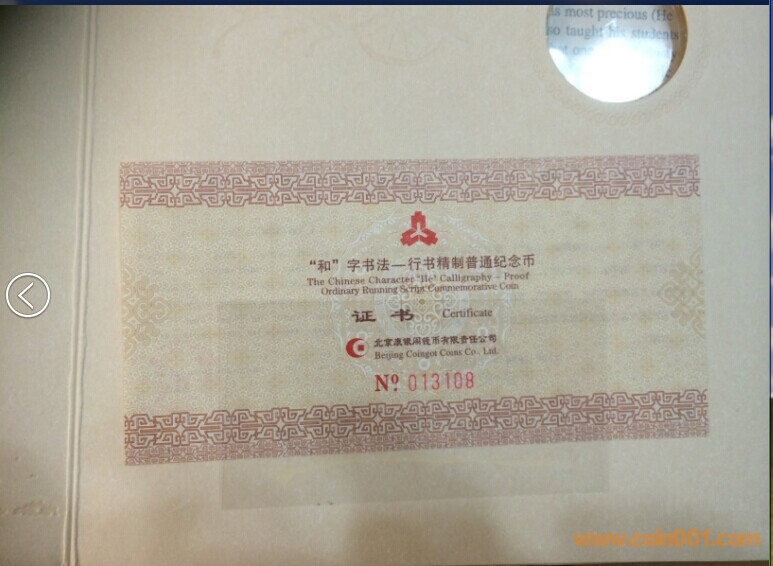 is most precious (He
so taught his students
“和”字书法—行书精制普通纪念币
The Chinese Character "He" Calligraphy - Proof
Ordinary Running Script Commemorative Coin
证书 Certificate
北京康银阁钱币有限责任公司
Beijing Coingot Coins Co., Ltd.
Nº 013108
www.coin001.com